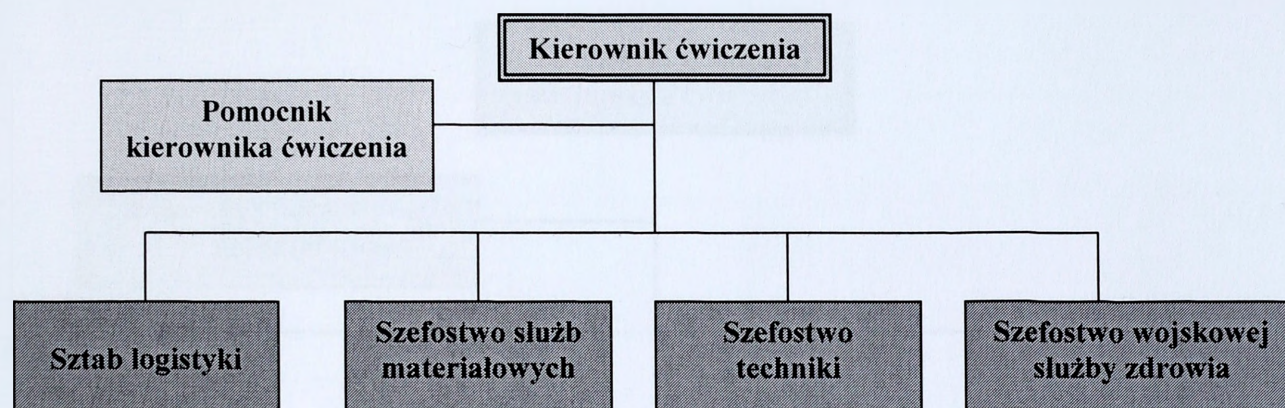 Kierownik ćwiczenia
Pomocnik
kierownika ćwiczenia
Sztab logistyki
Szefostwo służb
materiałowych
Szefostwo
techniki
Szefostwo wojskowej
służby zdrowia